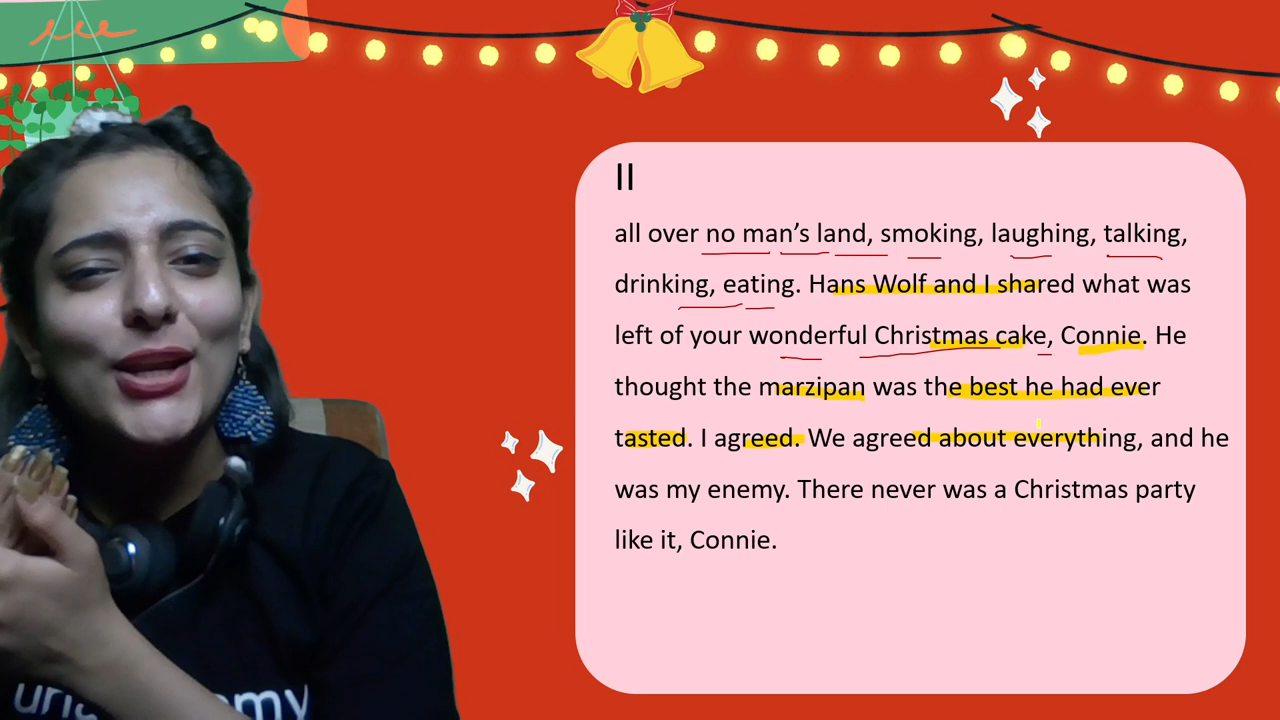 II
all over no man's land, smoking, laughing, talking,
drinking, eating. Hans Wolf and I shared what was
left of your wonderful Christmas cake, Connie. He
thought the marzipan was the best he had ever
tasted. I agreed. We agreed about everything, and he
was my enemy. There never was a Christmas party
like it, Connie.